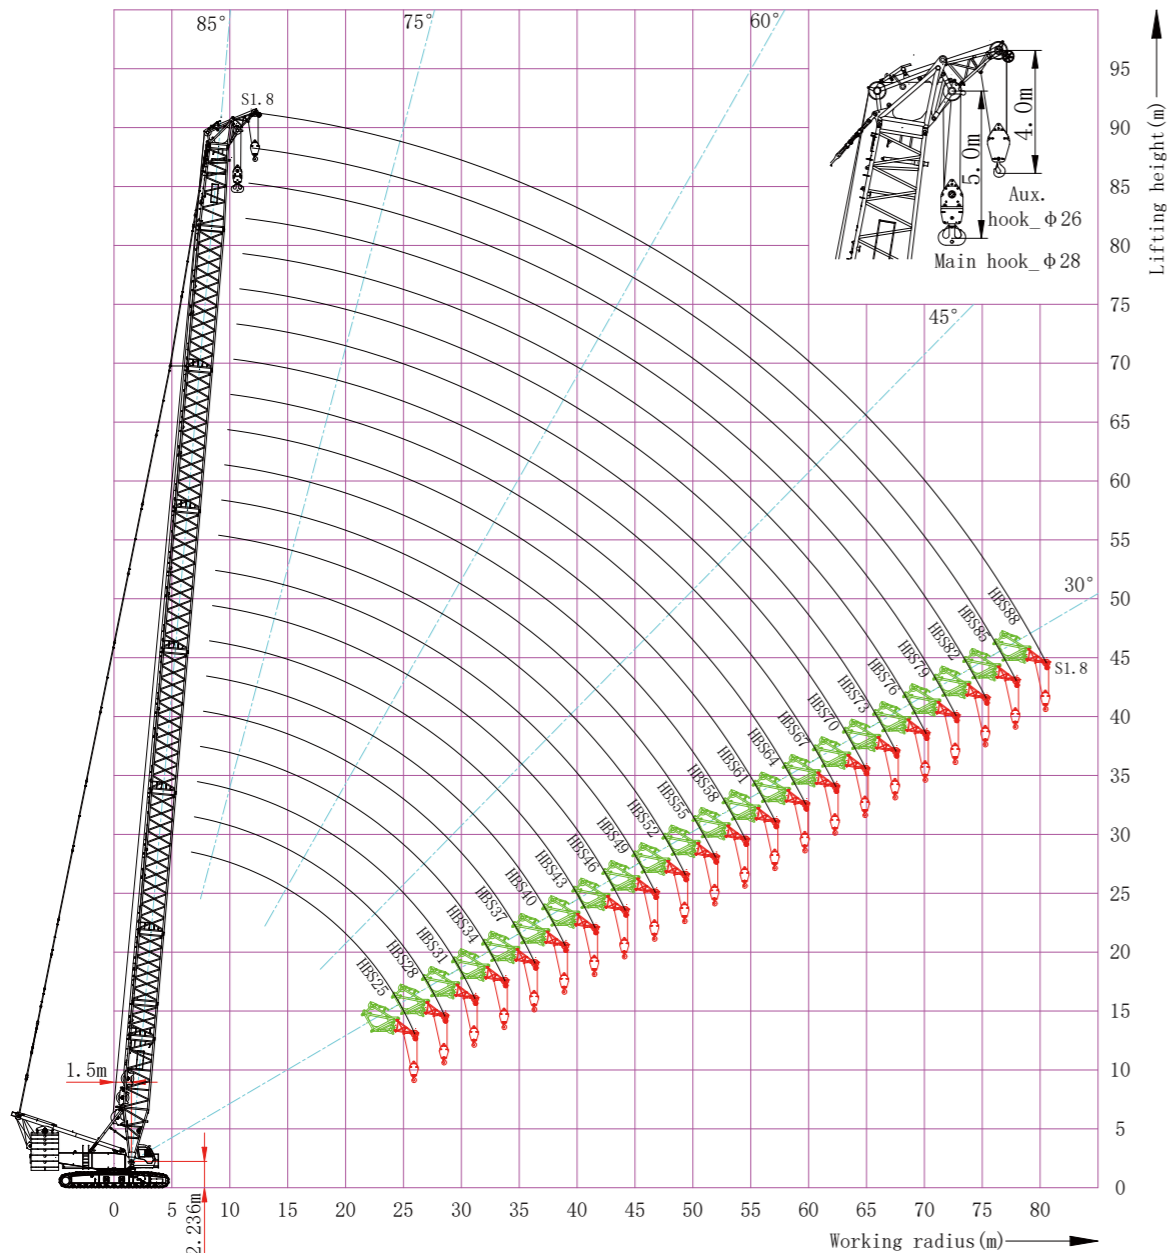 85°
75°
60°
95
90
85
80
75
70
65
60
55
50
45
40
35
30
25
20
15
10
5
0
Lifting height(m)
S1.8
4.0m
5.0m
Aux.
hook_φ26
Main hook_φ28
45°
30°
HBS88
HBS85
HBS82
HBS79
HBS76
HBS73
HBS70
HBS67
HBS64
HBS61
HBS58
HBS55
HBS52
HBS49
HBS46
HBS43
HBS40
HBS37
HBS34
HBS31
HBS28
HBS25
S1.8
1.5m
2.236m
0 5 10 15 20 25 30 35 40 45 50 55 60 65 70 75 80
Working radius(m)